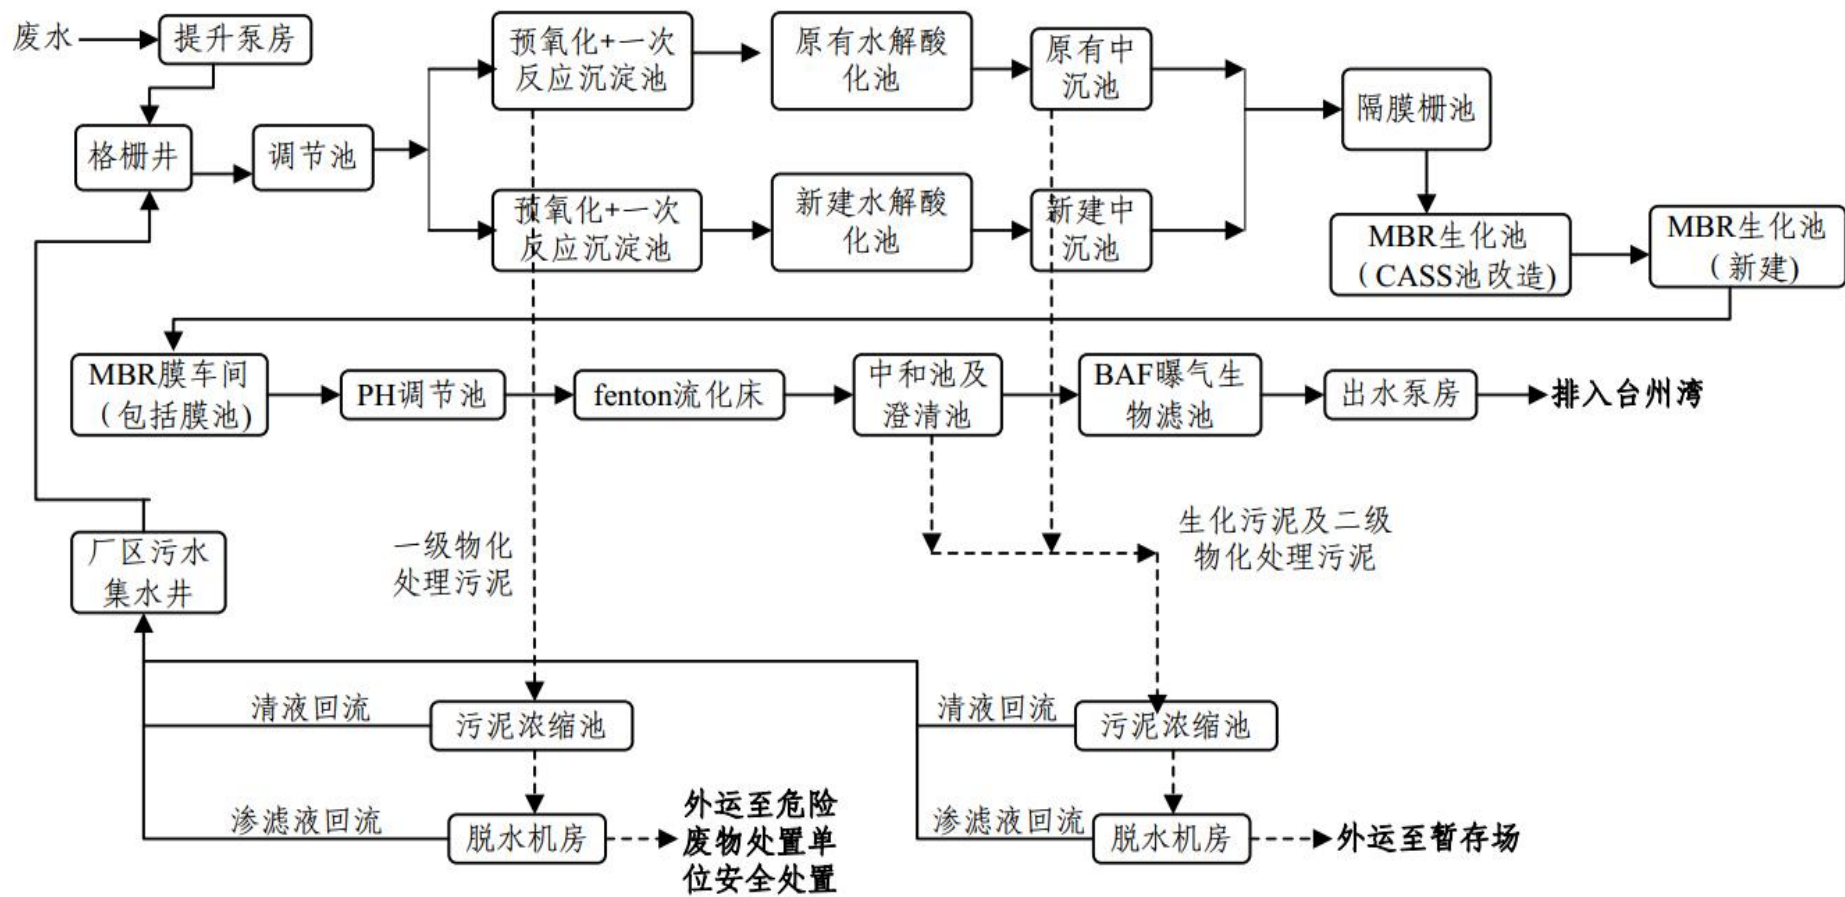 废水
提升泵房
预氧化+一次
反应沉淀池
原有水解酸
化池
原有中
沉池
隔膜栅池
格栅井
调节池
预氧化+一次
反应沉淀池
新建水解酸
化池
新建中
沉池
MBR生化池
（CASS池改造)
MBR生化池
（新建)
MBR膜车间
（包括膜池)
PH调节池
fenton流化床
中和池及
澄清池
BAF曝气生
物滤池
出水泵房
排入台州湾
厂区污水
集水井
一级物化
处理污泥
生化污泥及二级
物化处理污泥
清液回流
污泥浓缩池
清液回流
污泥浓缩池
渗滤液回流
脱水机房
外运至危险
废物处置单
位安全处置
渗滤液回流
脱水机房
外运至暂存场